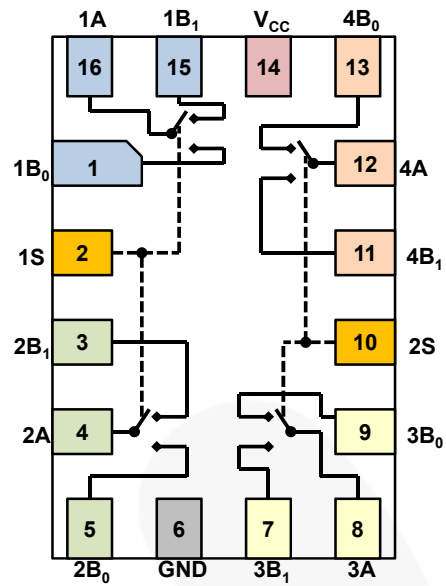 1A 1B₁ V_CC 4B₀
16 15 14 13
1B₀ 1 12 4A
1S 2 11 4B₁
2B₁ 3 10 2S
2A 4 9 3B₀
5 6 7 8
2B₀ GND 3B₁ 3A